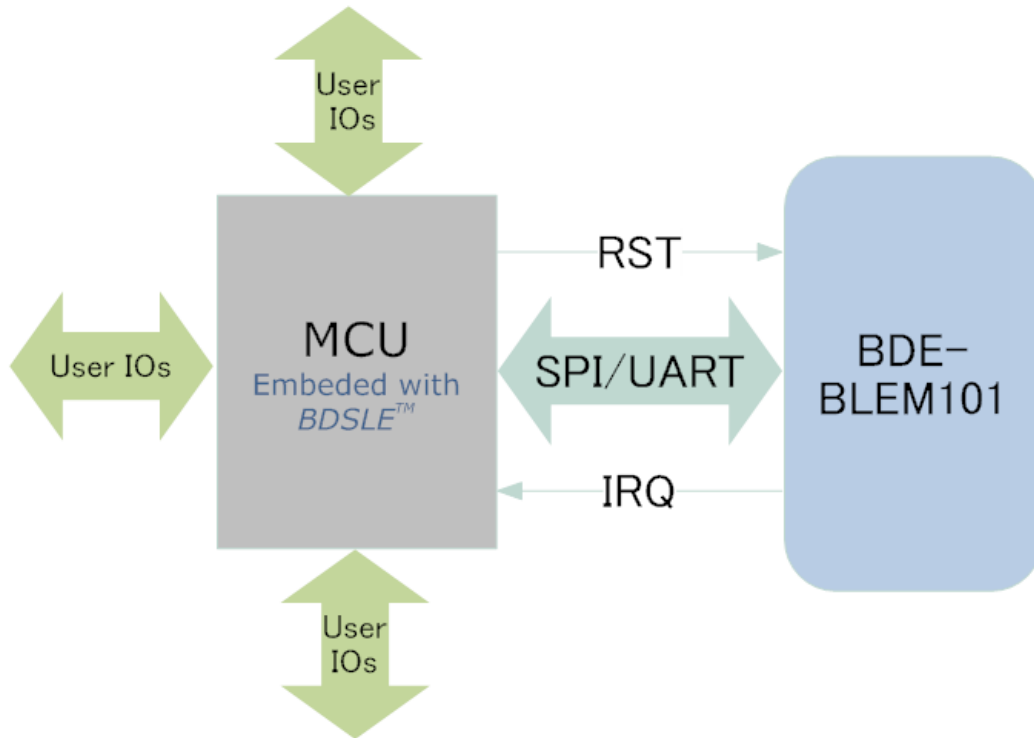 User
IOs
RST
User IOs
MCU
Embeded with
BDSLE™
SPI/UART
BDE-
BLEM101
IRQ
User
IOs